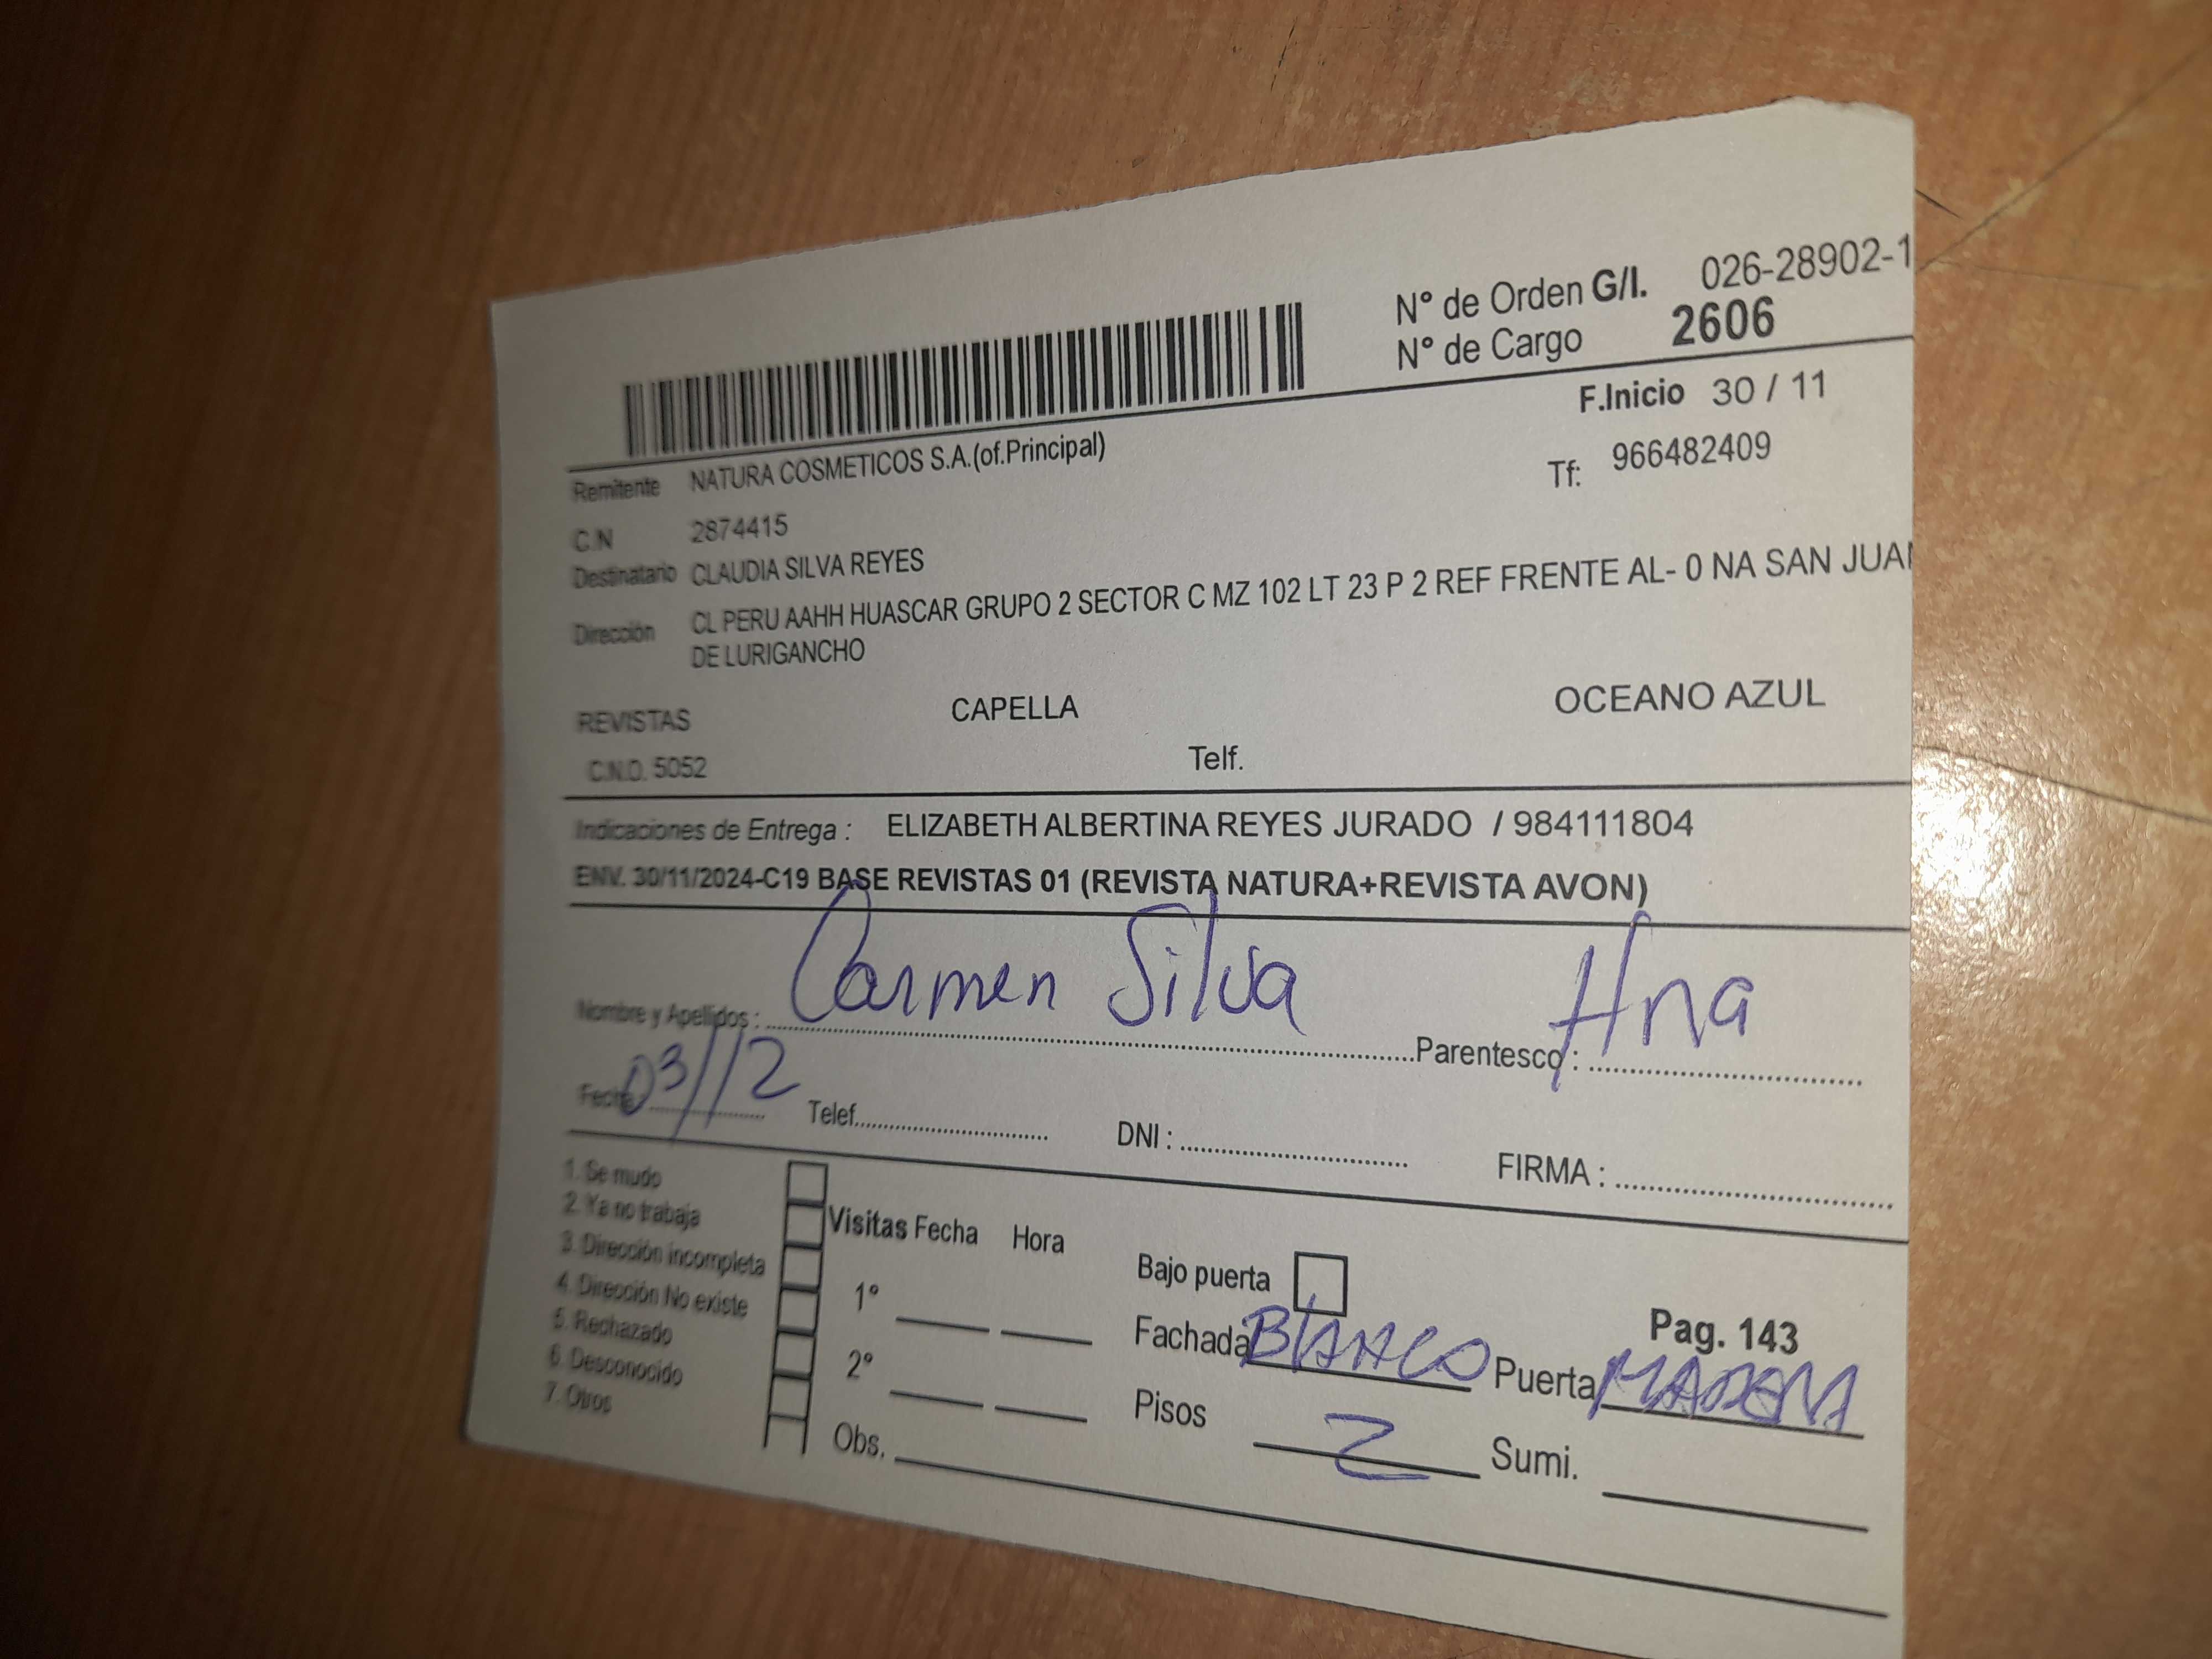 N° de Orden G/I. 026-28902-1
N° de Cargo 2606
F.Inicio 30 / 11
Remitente NATURA COSMETICOS S.A.(of.Principal)
Tf: 966482409
C.N 2874415
Destinatario CLAUDIA SILVA REYES
Dirección CL PERU AAHH HUASCAR GRUPO 2 SECTOR C MZ 102 LT 23 P 2 REF FRENTE AL- 0 NA SAN JUAN
DE LURIGANCHO
REVISTAS CAPELLA OCEANO AZUL
C.N.O. 5052 Telf.
Indicaciones de Entrega : ELIZABETH ALBERTINA REYES JURADO / 984111804
ENV. 30/11/2024-C19 BASE REVISTAS 01 (REVISTA NATURA+REVISTA AVON)
Nombre y Apellidos : Carmen Silva Parentesco : Hna
Fecha: 03/12 Telef. DNI : FIRMA :
1. Se mudo
2. Ya no trabaja
3. Dirección incompleta
4. Dirección No existe
5. Rechazado
6. Desconocido
7. Otros
Visitas Fecha Hora
1°
2°
Obs.
Bajo puerta
Fachada BLANCO Puerta MADERA
Pag. 143
Pisos 2 Sumi.